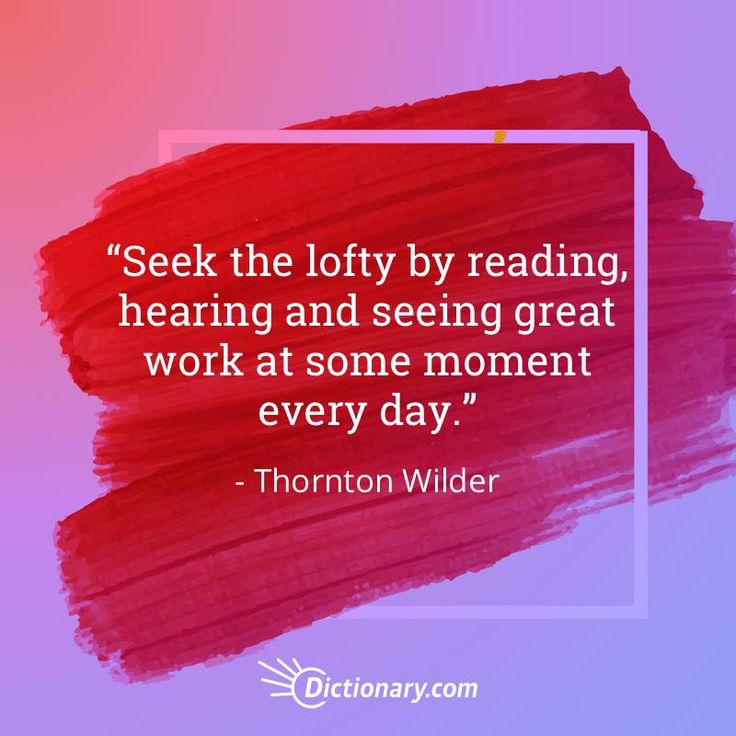 “Seek the lofty by reading,
hearing and seeing great
work at some moment
every day.”
- Thornton Wilder
Dictionary.com